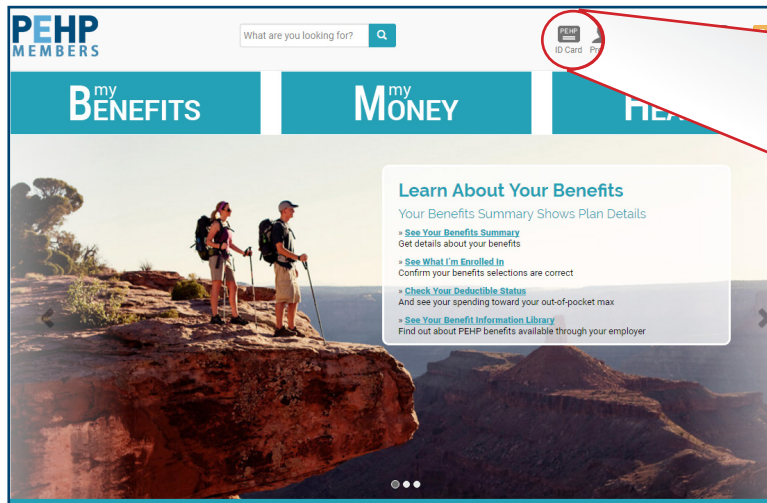 PEHP
MEMBERS
What are you looking for?
PEHP
ID Card
my
BENEFITS
my
MONEY
Learn About Your Benefits
Your Benefits Summary Shows Plan Details
» See Your Benefits Summary
Get details about your benefits
» See What I'm Enrolled In
Confirm your benefits selections are correct
» Check Your Deductible Status
And see your spending toward your out-of-pocket max
» See Your Benefit Information Library
Find out about PEHP benefits available through your employer